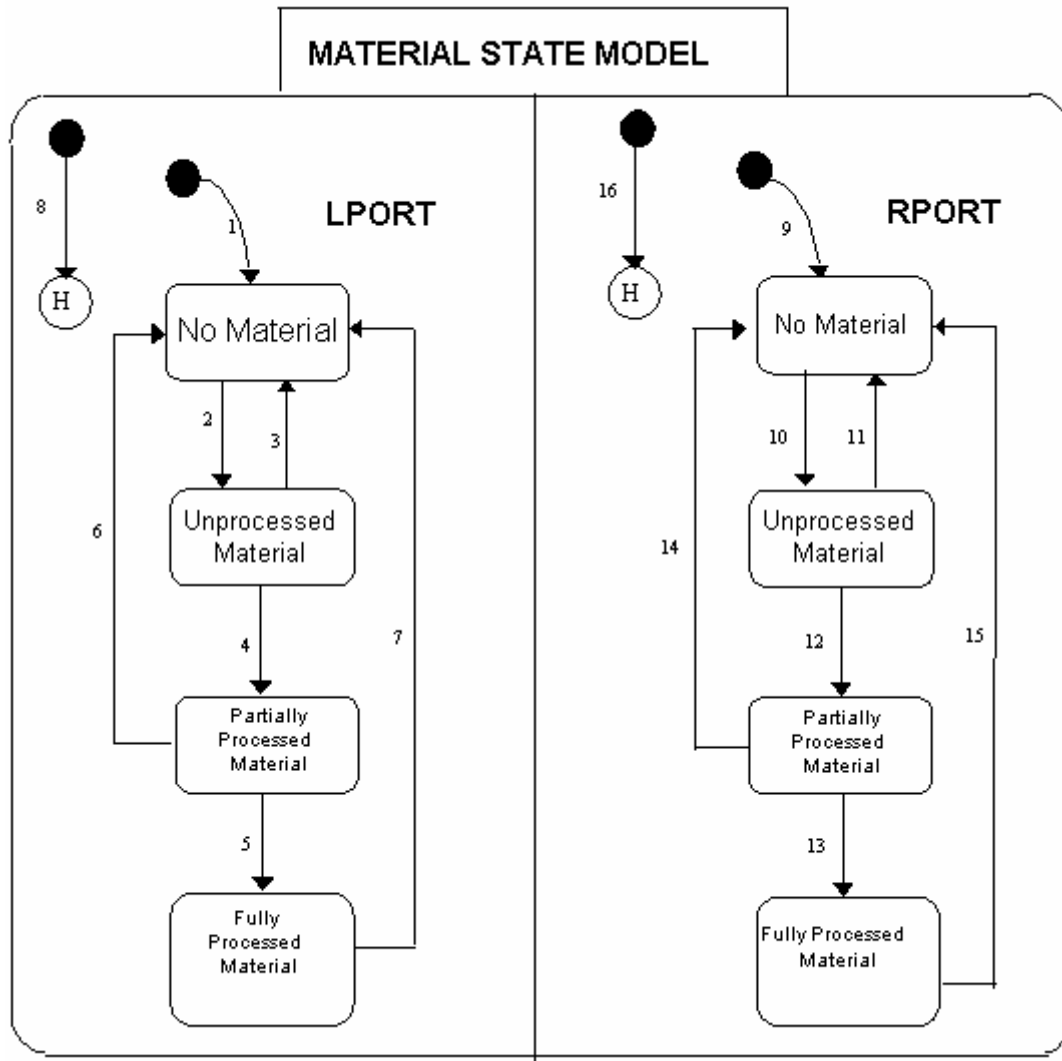 MATERIAL STATE MODEL
8
1
LPORT
H
No Material
2
3
Unprocessed
Material
6
4
7
Partially
Processed
Material
5
Fully
Processed
Material
16
9
RPORT
H
No Material
10
11
Unprocessed
Material
14
12
15
Partially
Processed
Material
13
Fully Processed
Material